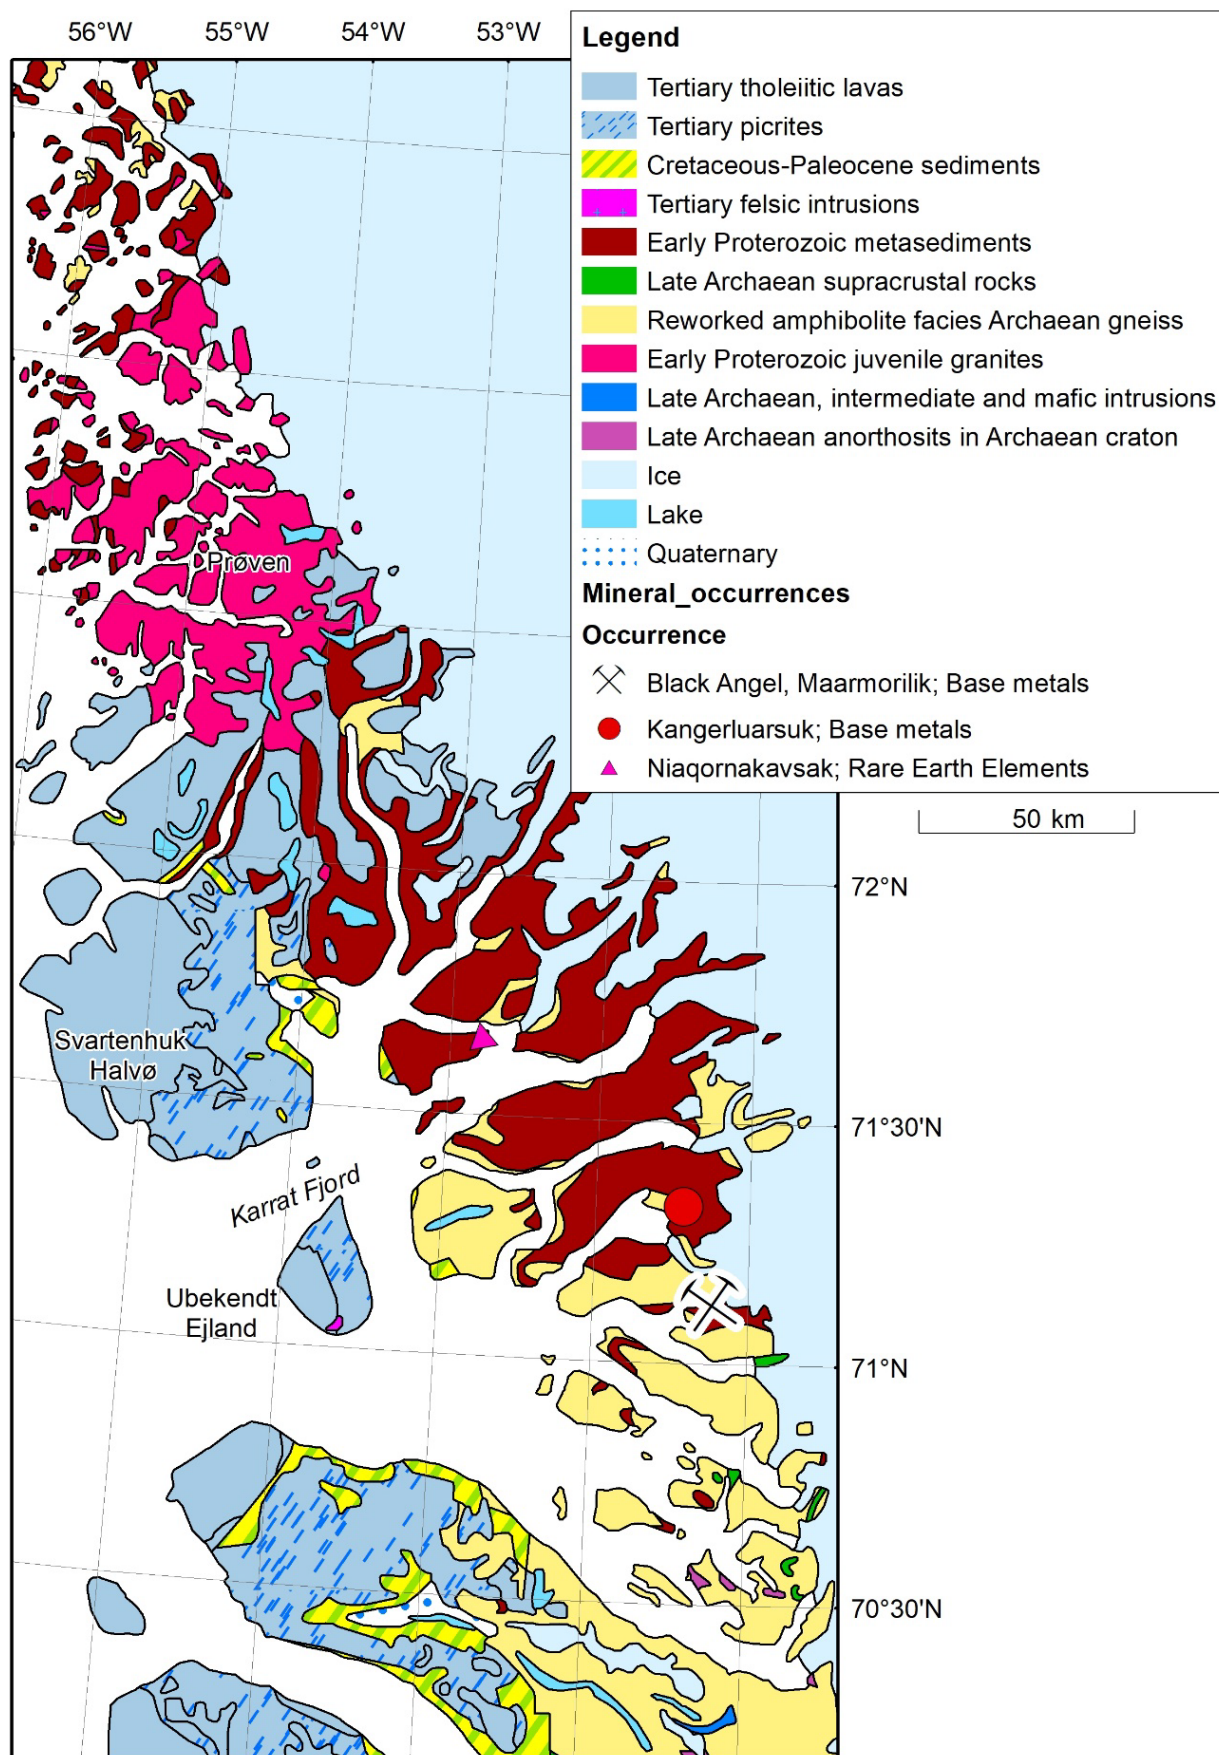 56°W 55°W 54°W 53°W
Legend
Tertiary tholeiitic lavas
Tertiary picrites
Cretaceous-Paleocene sediments
Tertiary felsic intrusions
Early Proterozoic metasediments
Late Archaean supracrustal rocks
Reworked amphibolite facies Archaean gneiss
Early Proterozoic juvenile granites
Late Archaean, intermediate and mafic intrusions
Late Archaean anorthosits in Archaean craton
Ice
Lake
Quaternary
Mineral_occurrences
Occurrence
Black Angel, Maarmorilik; Base metals
Kangerluarsuk; Base metals
Niaqornakavsak; Rare Earth Elements
50 km
Prøven
72°N
Svartenhuk
Halvø
71°30'N
Karrat Fjord
Ubekendt
Ejland
71°N
70°30'N